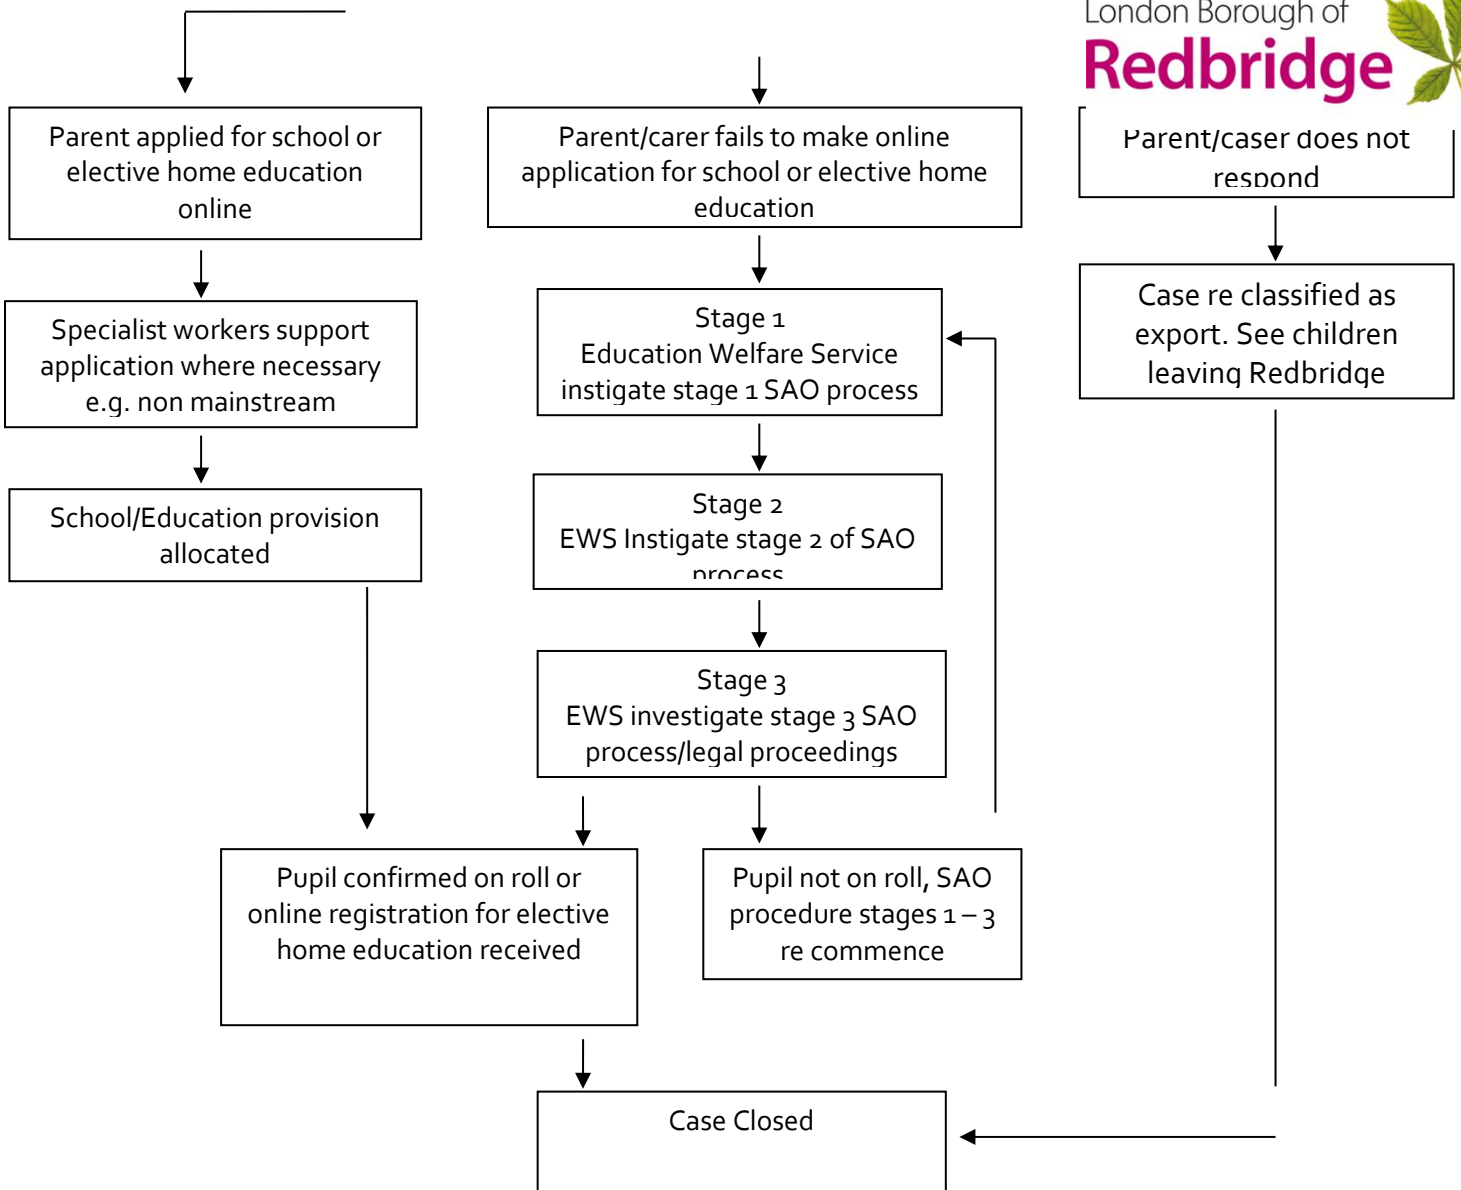 London Borough of
Redbridge
Parent applied for school or
elective home education
online
Parent/carer fails to make online
application for school or elective home
education
Parent/caser does not
respond
Specialist workers support
application where necessary
e.g. non mainstream
Stage 1
Education Welfare Service
instigate stage 1 SAO process
Case re classified as
export. See children
leaving Redbridge
School/Education provision
allocated
Stage 2
EWS Instigate stage 2 of SAO
process
Stage 3
EWS investigate stage 3 SAO
process/legal proceedings
Pupil confirmed on roll or
online registration for elective
home education received
Pupil not on roll, SAO
procedure stages 1 – 3
re commence
Case Closed